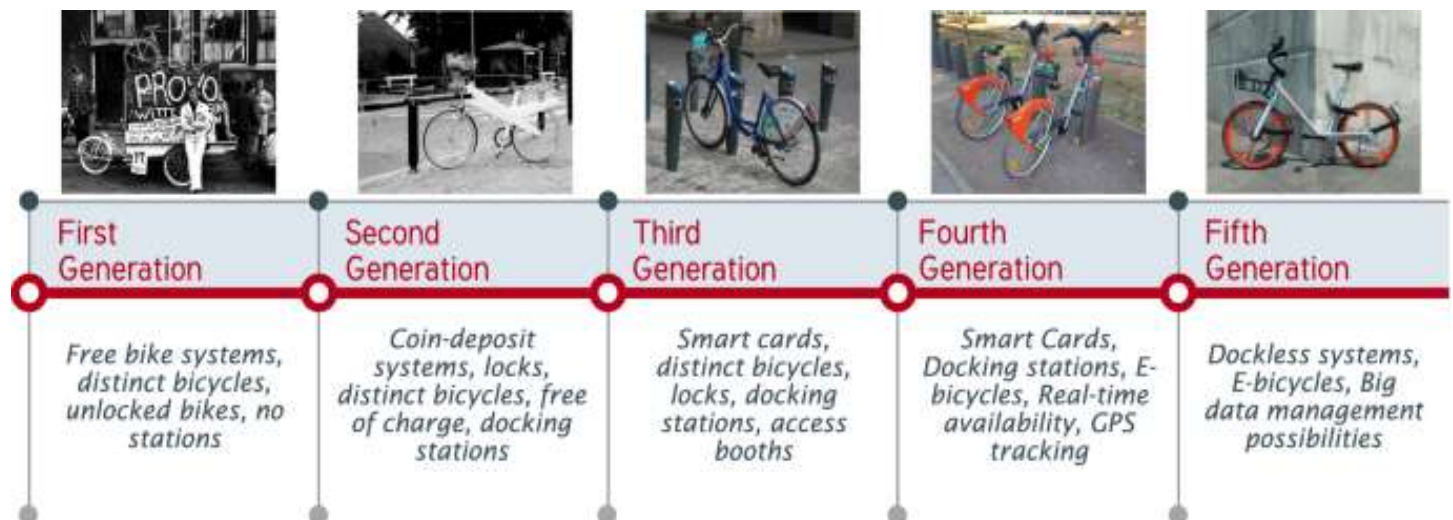 PROVO
First
Generation
Second
Generation
Third
Generation
Fourth
Generation
Fifth
Generation
Free bike systems,
distinct bicycles,
unlocked bikes, no
stations
Coin-deposit
systems, locks,
distinct bicycles, free
of charge, docking
stations
Smart cards,
distinct bicycles,
locks, docking
stations, access
booths
Smart Cards,
Docking stations, E-
bicycles, Real-time
availability, GPS
tracking
Dockless systems,
E-bicycles, Big
data management
possibilities